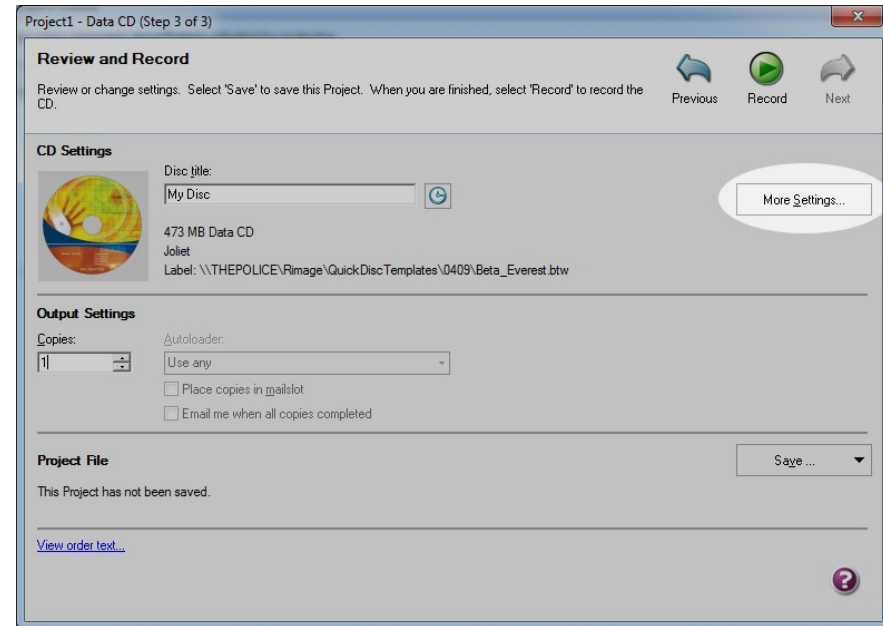 Project1 - Data CD (Step 3 of 3)
Review and Record
Review or change settings. Select 'Save' to save this Project. When you are finished, select 'Record' to record the
CD.
Previous
Record
Next
CD Settings
Disc title:
My Disc
More Settings...
473 MB Data CD
Joliet
Label: \\THEPOLICE\Rimage\QuickDiscTemplates\0409\Beta_Everest.btw
Output Settings
Copies:
Autoloader:
1
Use any
Place copies in mailslot
Email me when all copies completed
Project File
Save ...
This Project has not been saved.
View order text...
?